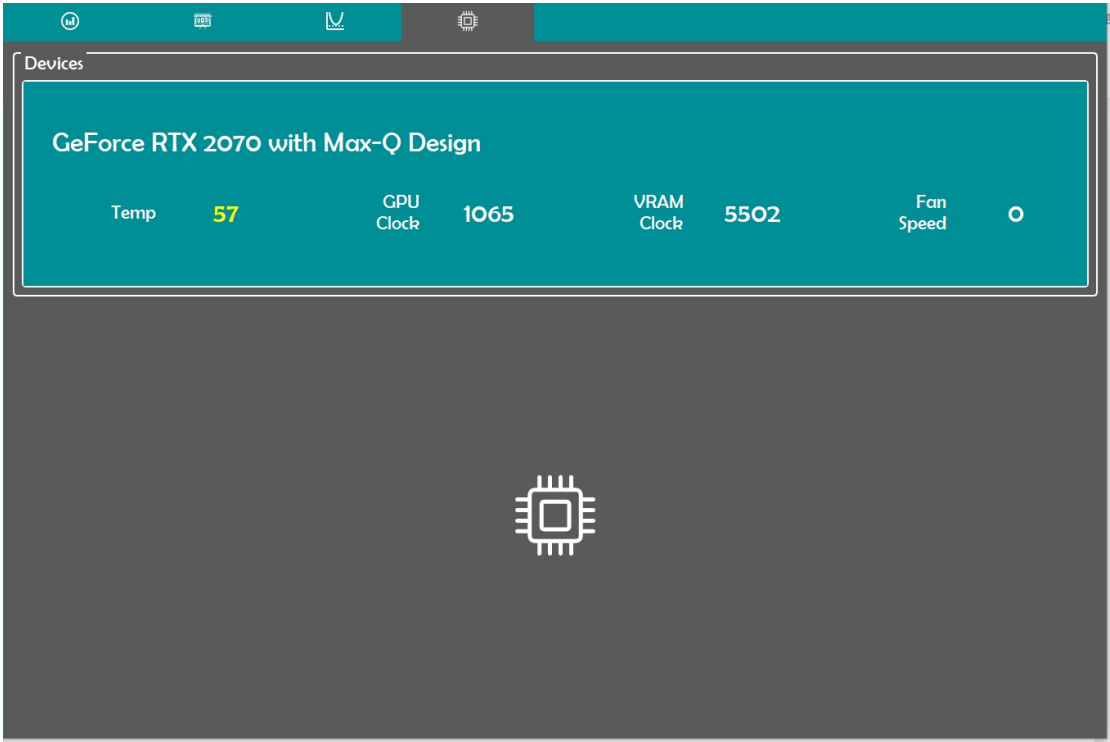 Devices
GeForce RTX 2070 with Max-Q Design
Temp
57
GPU
Clock
1065
VRAM
Clock
5502
Fan
Speed
0